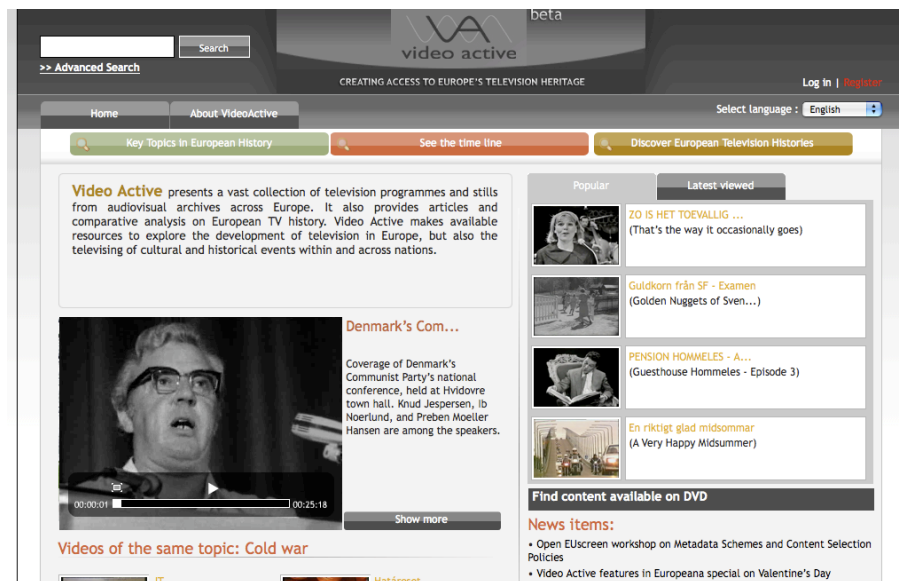 beta
Search
video active
>> Advanced Search
CREATING ACCESS TO EUROPE'S TELEVISION HERITAGE
Log in | Register
Home
About VideoActive
Select language : English
Key Topics in European History
See the time line
Discover European Television Histories
Video Active presents a vast collection of television programmes and stills
from audiovisual archives across Europe. It also provides articles and
comparative analysis on European TV history. Video Active makes available
resources to explore the development of television in Europe, but also the
televising of cultural and historical events within and across nations.
Denmark's Com...
Coverage of Denmark's
Communist Party's national
conference, held at Hvidovre
town hall. Knud Jespersen, Ib
Noerlund, and Preben Moeller
Hansen are among the speakers.
00:00:01
00:25:18
Show more
Videos of the same topic: Cold war
IT
Határeset
Popular
Latest viewed
ZO IS HET TOEVALLIG ...
(That's the way it occasionally goes)
Guldkorn från SF - Examen
(Golden Nuggets of Sven...)
PENSION HOMMELES - A...
(Guesthouse Hommeles - Episode 3)
En riktigt glad midsommar
(A Very Happy Midsummer)
Find content available on DVD
News items:
• Open EUscreen workshop on Metadata Schemes and Content Selection
Policies
• Video Active features in Europeana special on Valentine's Day